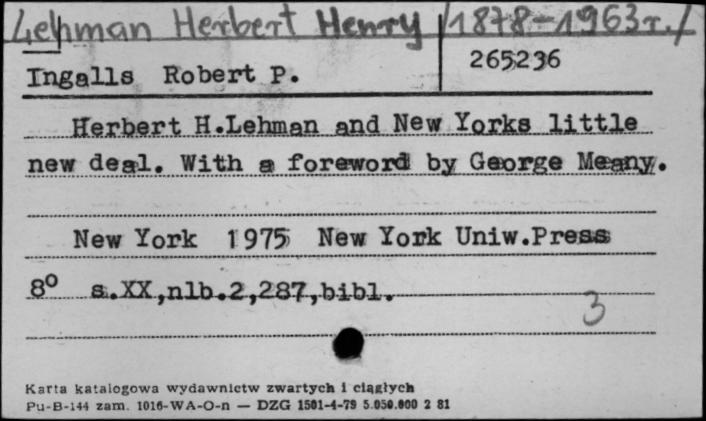 Lehman Herbert Henry /1878-1963r./
Ingalls Robert P.
265236
Herbert H.Lehman and New Yorks little
new deal. With a foreword by George Meany.
New York 1975 New York Uniw.Press
8° s.XX,nlb.2,287,bibl.
3
Karta katalogowa wydawnictw zwartych i ciągłych
Pu-B-144 zam. 1016-WA-O-n — DZG 1501-4-79 5.050.000 2 81